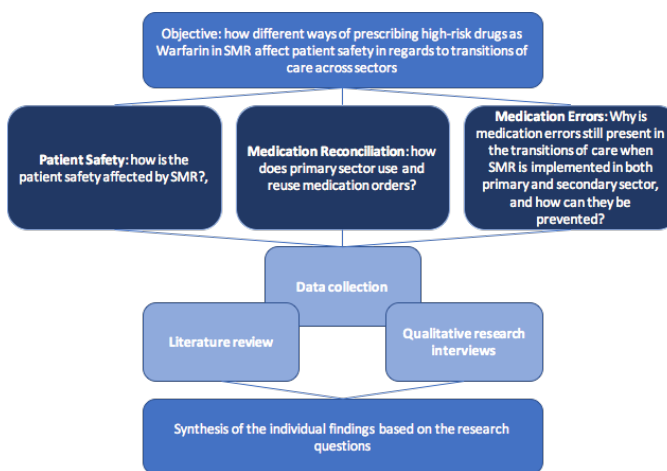 Objective: how different ways of prescribing high-risk drugs as
Warfarin in SMR affect patient safety in regards to transitions of
care across sectors
Patient Safety: how is the
patient safety affected by SMR?,
Medication Reconciliation: how
does primary sector use and
reuse medication orders?
Medication Errors: Why is
medication errors still present in
the transitions of care when
SMR is implemented in both
primary and secondary sector,
and how can they be
prevented?
Data collection
Literature review
Qualitative research
interviews
Synthesis of the individual findings based on the research
questions